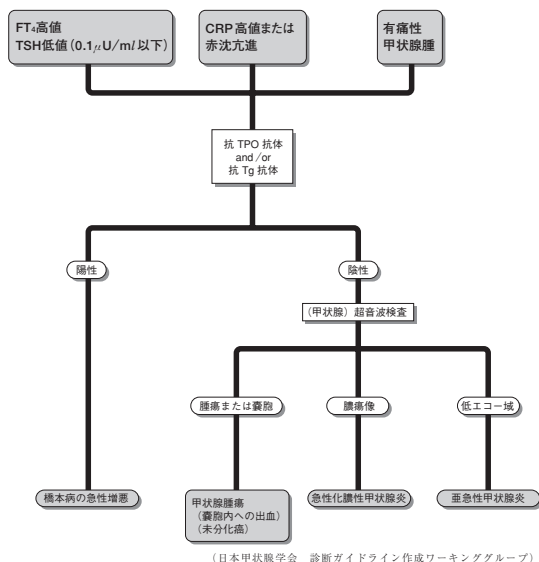 FT₄高値
TSH低値(0.1μU/ml以下)
CRP高値または
赤沈亢進
有痛性
甲状腺腫
抗 TPO 抗体
and/or
抗 Tg 抗体
陽性
陰性
(甲状腺)超音波検査
腫瘍または嚢胞
膿瘍像
低エコー域
橋本病の急性増悪
甲状腺腫瘍
(嚢胞内への出血)
(未分化癌)
急性化膿性甲状腺炎
亜急性甲状腺炎
(日本甲状腺学会 診断ガイドライン作成ワーキンググループ)